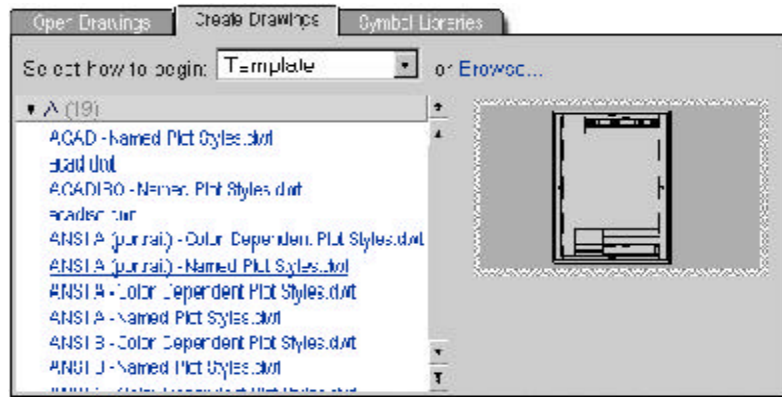 Open Drawings Create Drawings Symbol Libraries
Select how to begin: Template or Browse...
A (19)
ACAD - Named Plot Styles.dwt
acad.dwt
ACADISO - Named Plot Styles.dwt
acadiso.dwt
ANSI A (portrait) - Color Dependent Plot Styles.dwt
ANSI A (portrait) - Named Plot Styles.dwt
ANSI A - Color Dependent Plot Styles.dwt
ANSI A - Named Plot Styles.dwt
ANSI B - Color Dependent Plot Styles.dwt
- Named Plot Styles.dwt